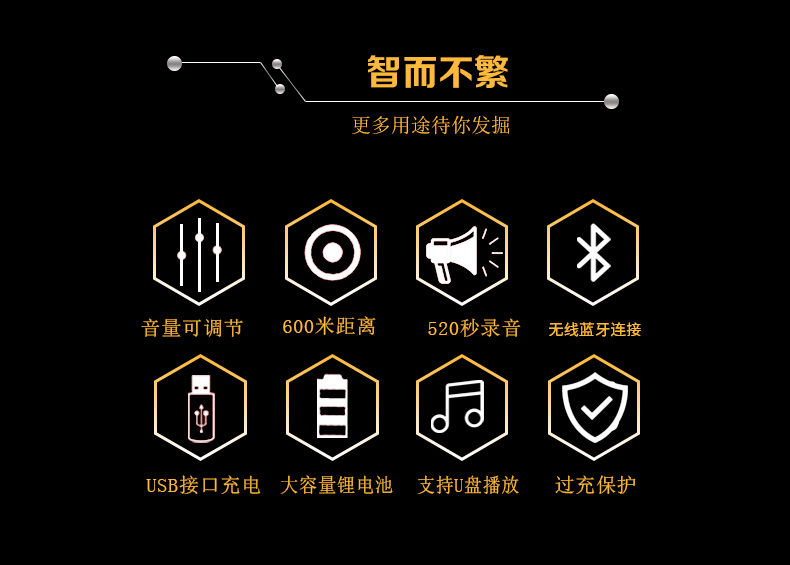 智而不繁
更多用途待你发掘
音量可调节
600米距离
520秒录音
无线蓝牙连接
USB接口充电
大容量锂电池
支持U盘播放
过充保护